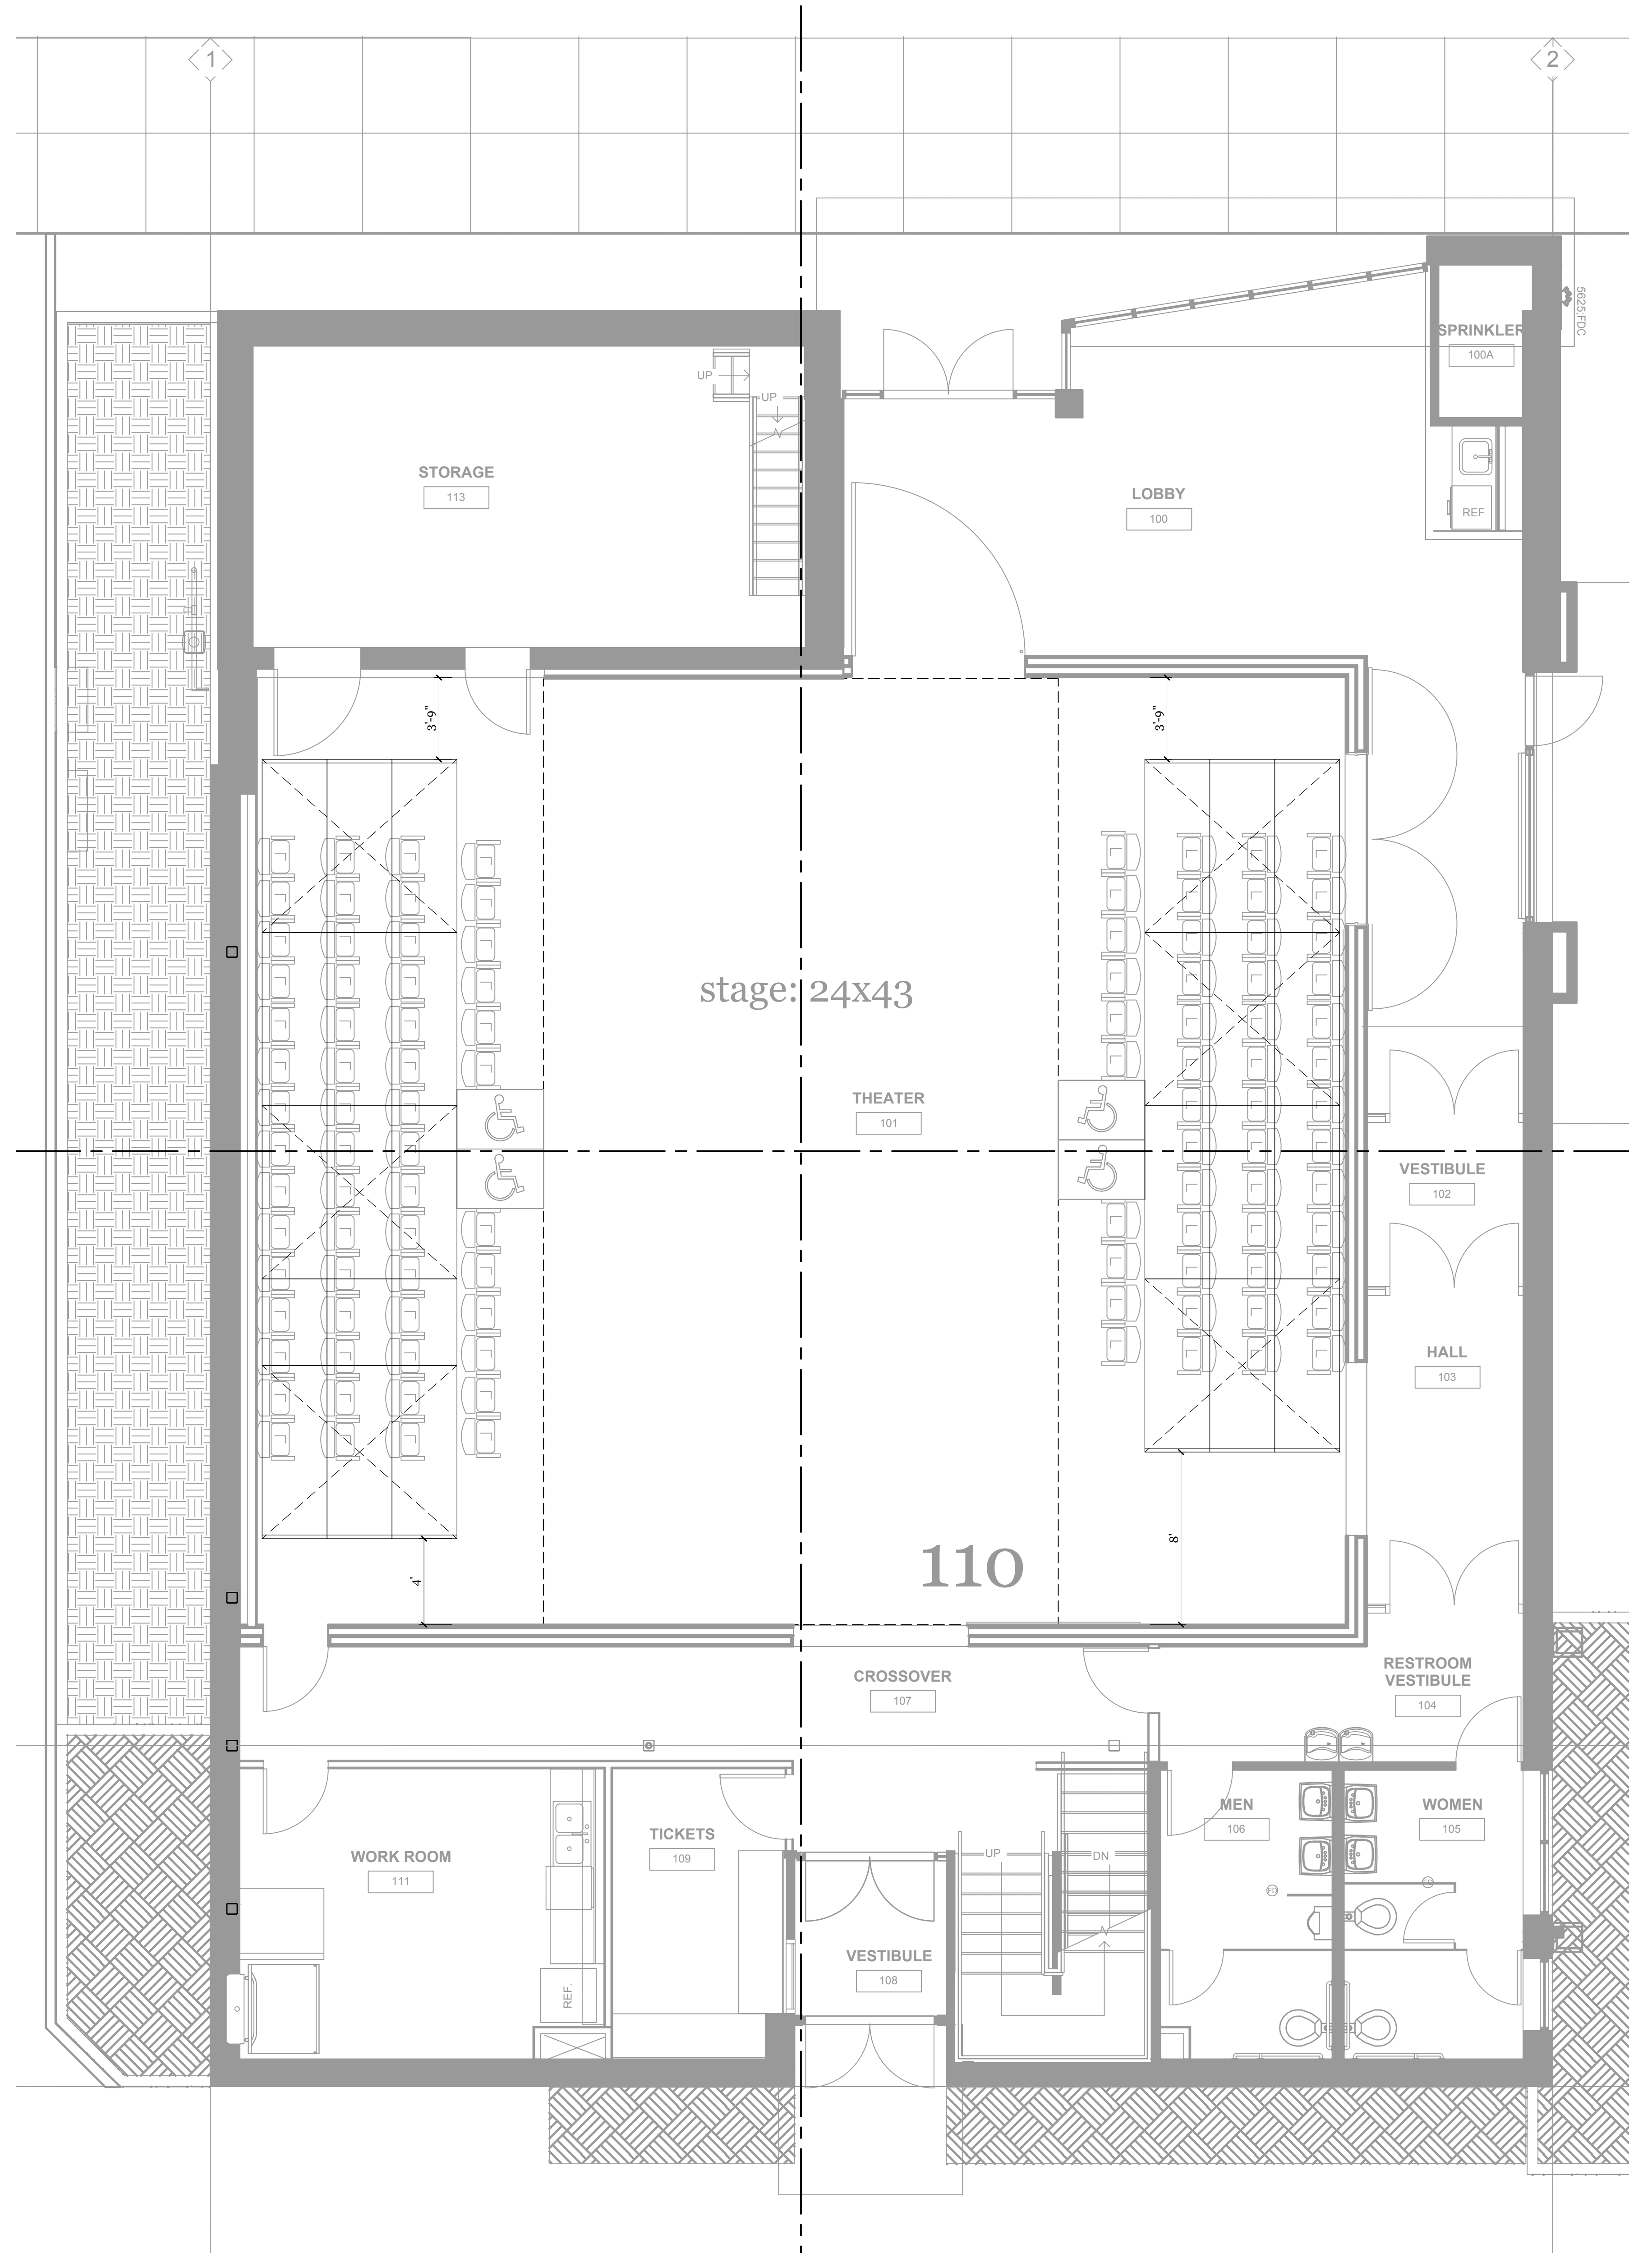 1
2
5625;FDC
SPRINKLER
100A
UP
UP
STORAGE
113
LOBBY
100
REF
3'-9"
3'-9"
stage: 24x43
THEATER
101
VESTIBULE
102
HALL
103
110
4'
8'
CROSSOVER
107
RESTROOM
VESTIBULE
104
MEN
106
WOMEN
105
TICKETS
109
WORK ROOM
111
UP
DN
FD
FD
VESTIBULE
108
REF.